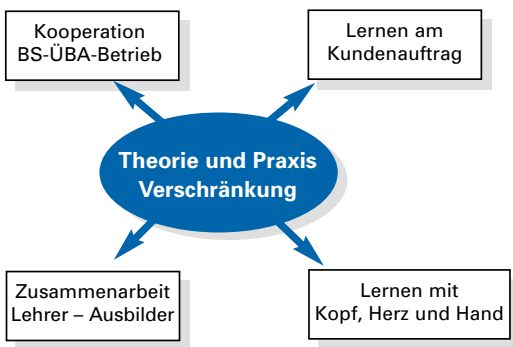 Kooperation
BS-ÜBA-Betrieb
Lernen am
Kundenauftrag
Theorie und Praxis
Verschränkung
Zusammenarbeit
Lehrer – Ausbilder
Lernen mit
Kopf, Herz und Hand